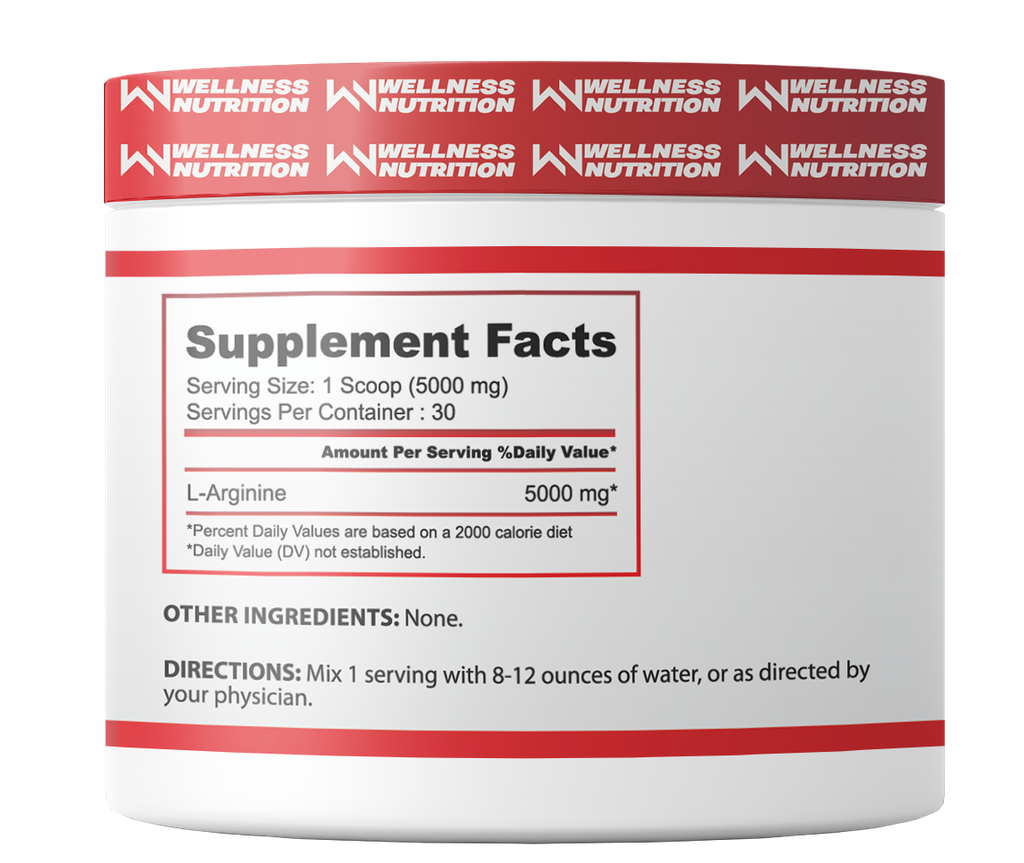 WELLNESS WELLNESS WELLNESS WELLNESS
NUTRITION NUTRITION NUTRITION NUTRITION
WELLNESS WELLNESS WELLNESS WELLNESS
NUTRITION NUTRITION NUTRITION NUTRITION
Supplement Facts
Serving Size: 1 Scoop (5000 mg)
Servings Per Container : 30
Amount Per Serving %Daily Value*
L-Arginine 5000 mg*
*Percent Daily Values are based on a 2000 calorie diet
*Daily Value (DV) not established.
OTHER INGREDIENTS: None.
DIRECTIONS: Mix 1 serving with 8-12 ounces of water, or as directed by
your physician.